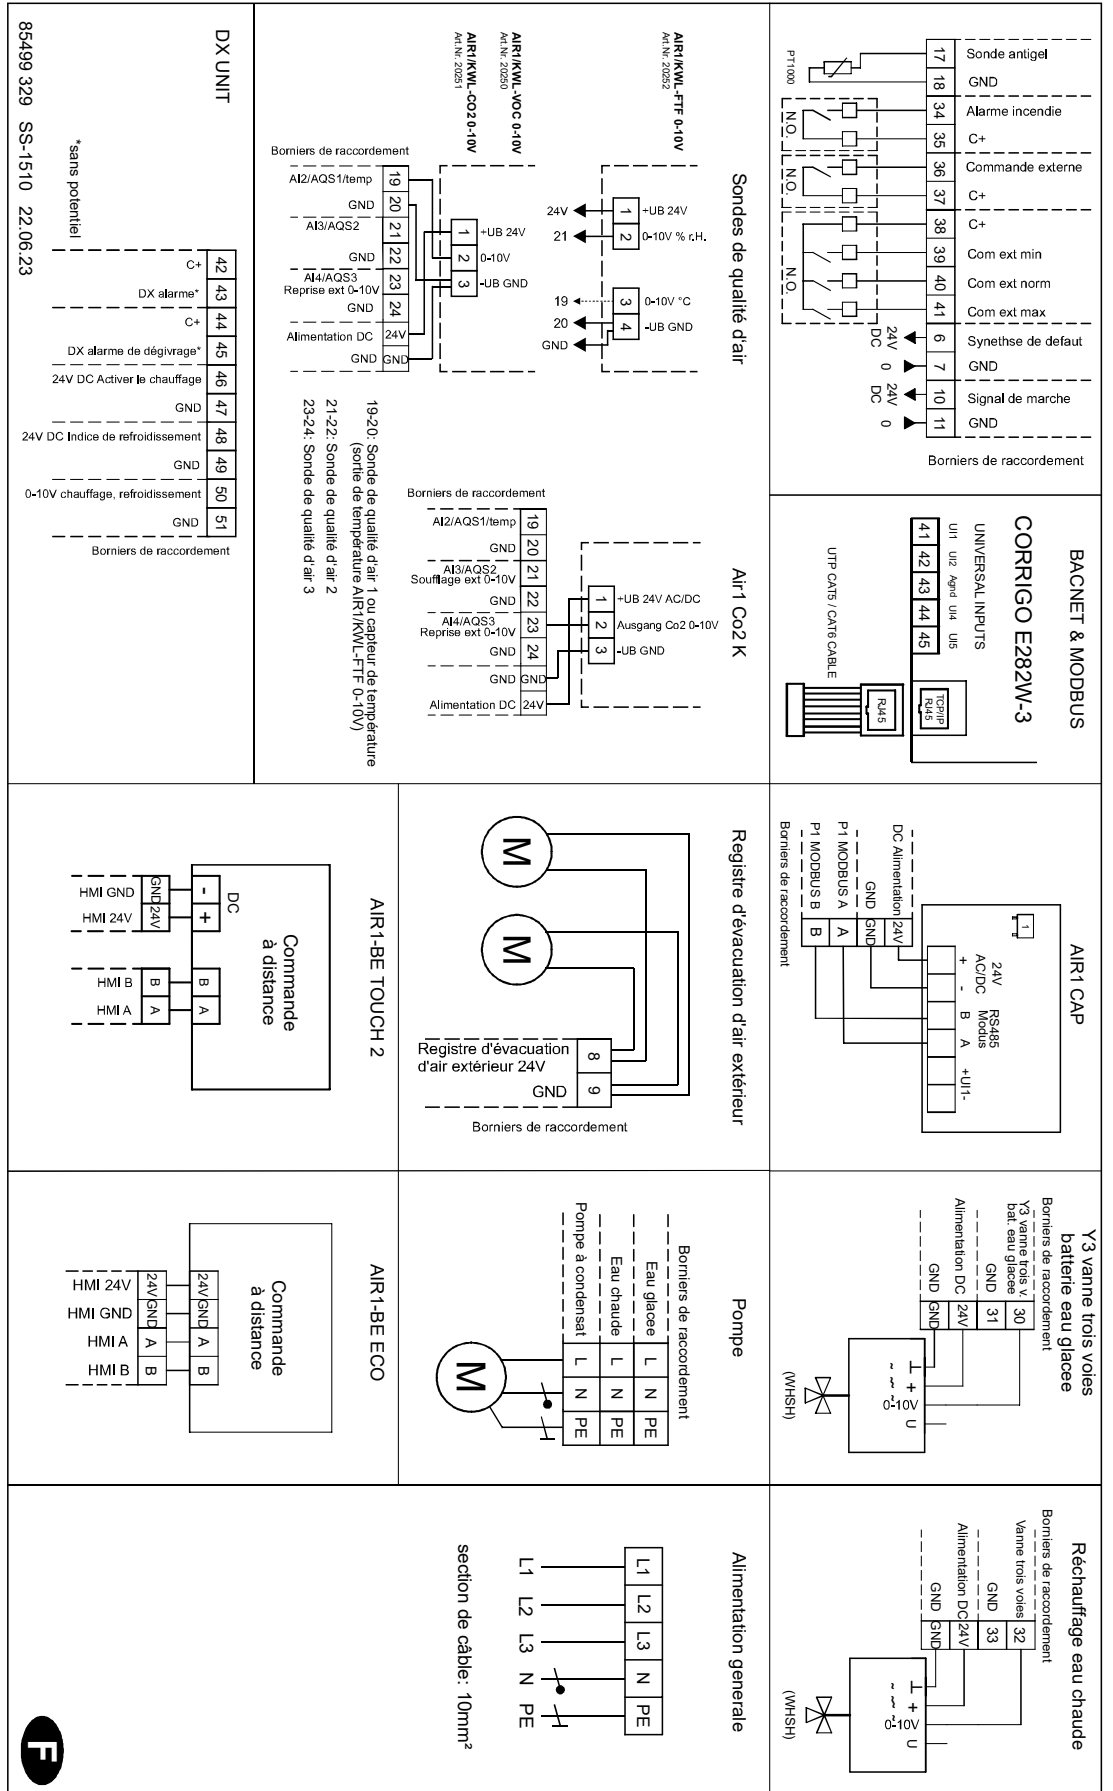 17 Sonde antigel
18 GND
PT1000
34 Alarme incendie
35 C+
N.O.
36 Commande externe
37 C+
N.O.
38 C+
39 Com ext min
40 Com ext norm
41 Com ext max
N.O.
24V DC 6 Synethse de defaut
0 7 GND
24V DC 10 Signal de marche
0 11 GND
Borniers de raccordement
BACNET & MODBUS
CORRIGO E282W-3
UNIVERSAL INPUTS
UI1 UI2 Agnd UI4 UI5
41 42 43 44 45
TCP/IP
RJ45
RJ45
UTP CAT5 / CAT6 CABLE
AIR1 CAP
1
24V
AC/DC
RS485
Modus
+ - B A +UI1-
DC Alimentation 24V
GND GND
P1 MODBUS A A
P1 MODBUS B B
Borniers de raccordement
Y3 vanne trois voies
batterie eau glacee
Borniers de raccordement
Y3 vanne trois v.
bat. eau glacee 30
GND 31
Alimentation DC 24V
GND GND
⊥ + 0-10V U
~ ~ ~
(WHSH)
Réchauffage eau chaude
Borniers de raccordement
Vanne trois voies 32
GND 33
Alimentation DC 24V
GND GND
⊥ + 0-10V U
~ ~ ~
(WHSH)
Sondes de qualité d'air
AIR1/KWL-FTF 0-10V
Art.Nr. 20252
24V 1 +UB 24V
21 2 0-10V % r.H.
19 3 0-10V °C
20 4 -UB GND
GND
AIR1/KWL-VOC 0-10V
Art.Nr. 20250
AIR1/KWL-CO2 0-10V
Art.Nr. 20251
Borniers de raccordement
AI2/AQS1/temp 19
GND 20
AI3/AQS2 21
GND 22
AI4/AQS3
Reprise ext 0-10V 23
GND 24
Alimentation DC 24V
GND GND
1 +UB 24V
2 0-10V
3 -UB GND
19-20: Sonde de qualité d'air 1 ou capteur de température
(sortie de température AIR1/KWL-FTF 0-10V)
21-22: Sonde de qualité d'air 2
23-24: Sonde de qualité d'air 3
Air1 Co2 K
Borniers de raccordement
AI2/AQS1/temp 19
GND 20
AI3/AQS2
Soufflage ext 0-10V 21
GND 22
AI4/AQS3
Reprise ext 0-10V 23
GND 24
GND GND
Alimentation DC 24V
1 +UB 24V AC/DC
2 Ausgang Co2 0-10V
3 -UB GND
Registre d'évacuation d'air extérieur
M
M
Registre d'évacuation
d'air extérieur 24V 8
GND 9
Borniers de raccordement
Pompe
Borniers de raccordement
Eau glacee L N PE
Eau chaude L N PE
Pompe à condensat L N PE
M
Alimentation generale
L1 L2 L3 N PE
L1 L2 L3 N PE
section de câble: 10mm²
DX UNIT
C+ 42
DX alarme* 43
C+ 44
DX alarme de dégivrage* 45
24V DC Activer le chauffage 46
GND 47
24V DC Indice de refroidissement 48
GND 49
0-10V chauffage, refroidissement 50
GND 51
Borniers de raccordement
*sans potentiel
85499 329 SS-1510 22.06.23
AIR1-BE TOUCH 2
Commande
à distance
DC
- +
B A
HMI GND GND
HMI 24V 24V
HMI B B
HMI A A
AIR1-BE ECO
Commande
à distance
HMI 24V 24V 24V
HMI GND GND GND
HMI A A A
HMI B B B
F